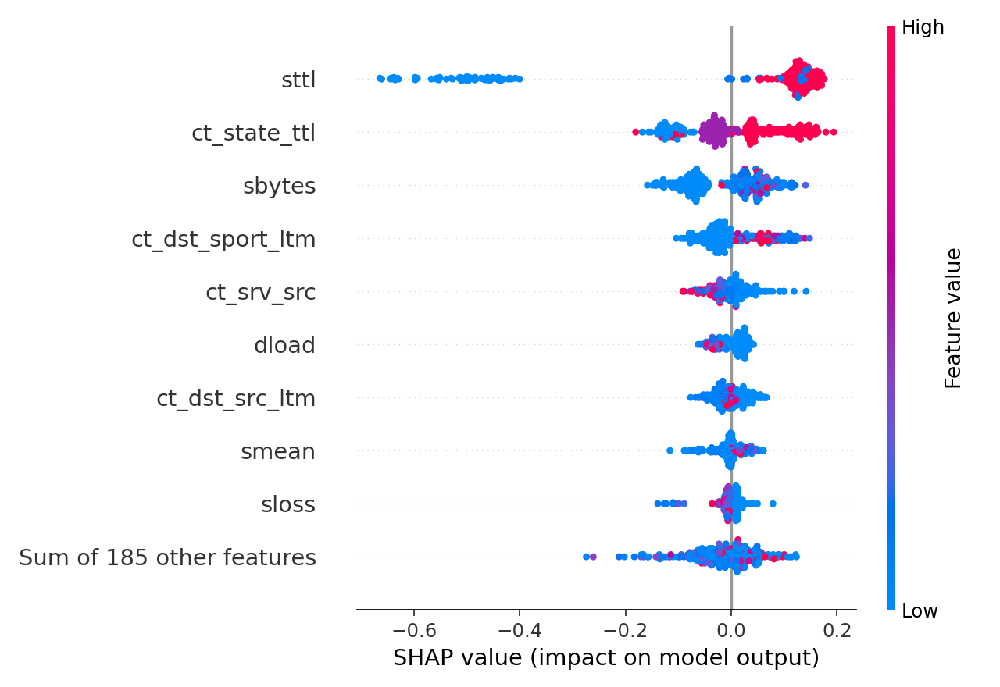 High
sttl
ct_state_ttl
sbytes
ct_dst_sport_ltm
ct_srv_src
dload
ct_dst_src_ltm
smean
sloss
Sum of 185 other features
Feature value
Low
−0.6 −0.4 −0.2 0.0 0.2
SHAP value (impact on model output)